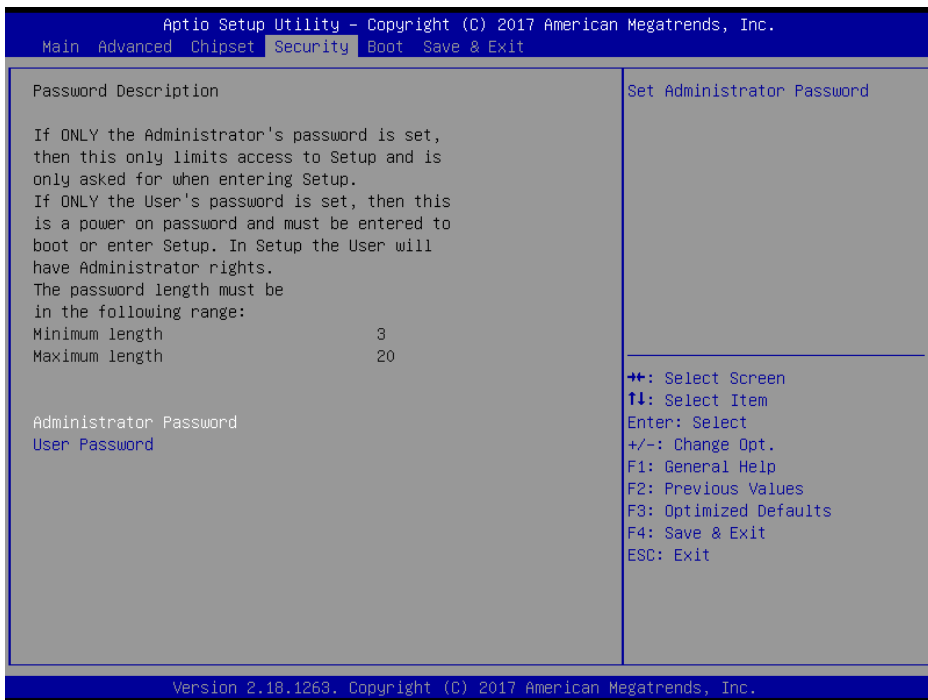 Aptio Setup Utility – Copyright (C) 2017 American Megatrends, Inc.
Main Advanced Chipset Security Boot Save & Exit
Password Description
If ONLY the Administrator's password is set,
then this only limits access to Setup and is
only asked for when entering Setup.
If ONLY the User's password is set, then this
is a power on password and must be entered to
boot or enter Setup. In Setup the User will
have Administrator rights.
The password length must be
in the following range:
Minimum length 3
Maximum length 20
Administrator Password
User Password
Set Administrator Password
→←: Select Screen
↑↓: Select Item
Enter: Select
+/-: Change Opt.
F1: General Help
F2: Previous Values
F3: Optimized Defaults
F4: Save & Exit
ESC: Exit
Version 2.18.1263. Copyright (C) 2017 American Megatrends, Inc.